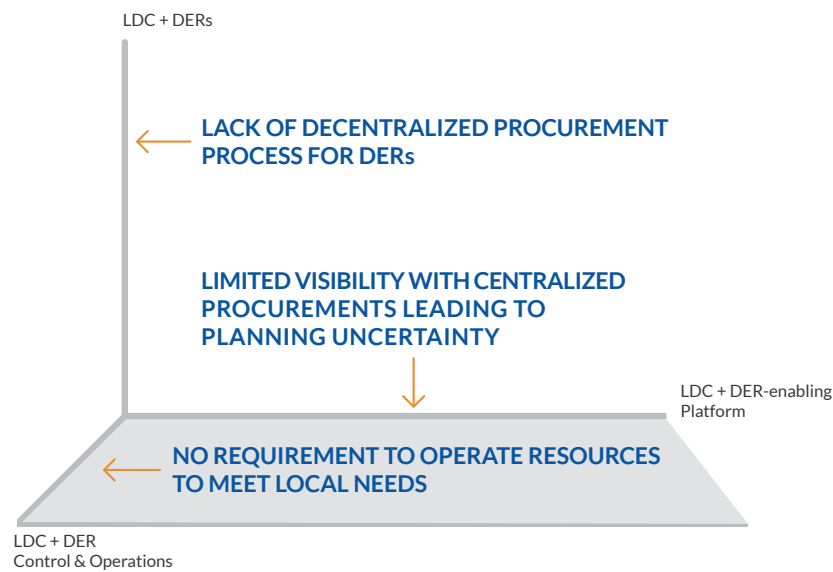 LDC + DERs
LACK OF DECENTRALIZED PROCUREMENT
PROCESS FOR DERs
LIMITED VISIBILITY WITH CENTRALIZED
PROCUREMENTS LEADING TO
PLANNING UNCERTAINTY
LDC + DER-enabling
Platform
NO REQUIREMENT TO OPERATE RESOURCES
TO MEET LOCAL NEEDS
LDC + DER
Control & Operations